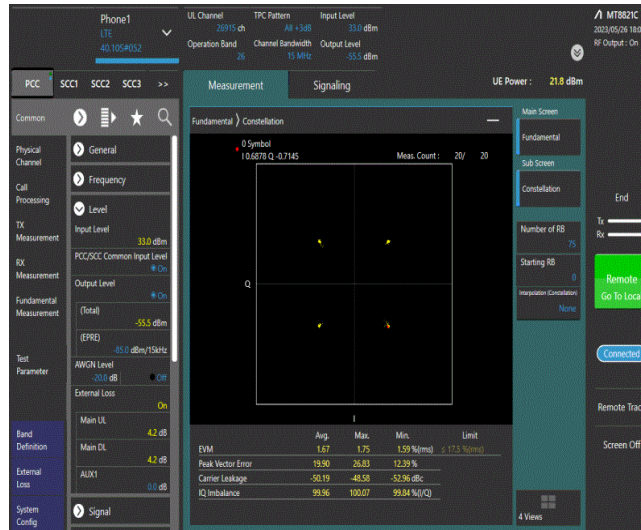 Phone1
LTE
40.105#052
UL Channel TPC Pattern Input Level
26915 ch Alt +3dB 33.0 dBm
Operation Band Channel Bandwidth Output Level
26 15 MHz -55.5 dBm
MT8821C
2023/05/26 18:0
RF Output : On
PCC SCC1 SCC2 SCC3 >>
Measurement Signaling UE Power : 21.8 dBm
Common
Physical Channel
Call Processing
TX Measurement
RX Measurement
Fundamental Measurement
Test Parameter
Band Definition
External Loss
System Config
General
Frequency
Level
Input Level
33.0 dBm
PCC/SCC Common Input Level
On
Output Level
On
(Total)
-55.5 dBm
(EPRE)
-85.0 dBm/15kHz
AWGN Level
-20.0 dB Off
External Loss
On
Main UL
4.2 dB
Main DL
4.2 dB
AUX1
0.0 dB
Signal
Fundamental Constellation
0 Symbol
I 0.6878 Q -0.7145 Meas. Count : 20/ 20
Q
I
Avg. Max. Min. Limit
EVM 1.67 1.75 1.59 %(rms) ≤ 17.5 %(rms)
Peak Vector Error 19.90 26.83 12.39 %
Carrier Leakage -50.19 -48.58 -52.96 dBc
IQ Imbalance 99.96 100.07 99.84 %(I/Q)
Main Screen
Fundamental
Sub Screen
Constellation
Number of RB
75
Starting RB
0
Interpolation (Constellation)
None
4 Views
End
Tx
Rx
Remote
Go To Loca
Connected
Remote Trac
Screen Off